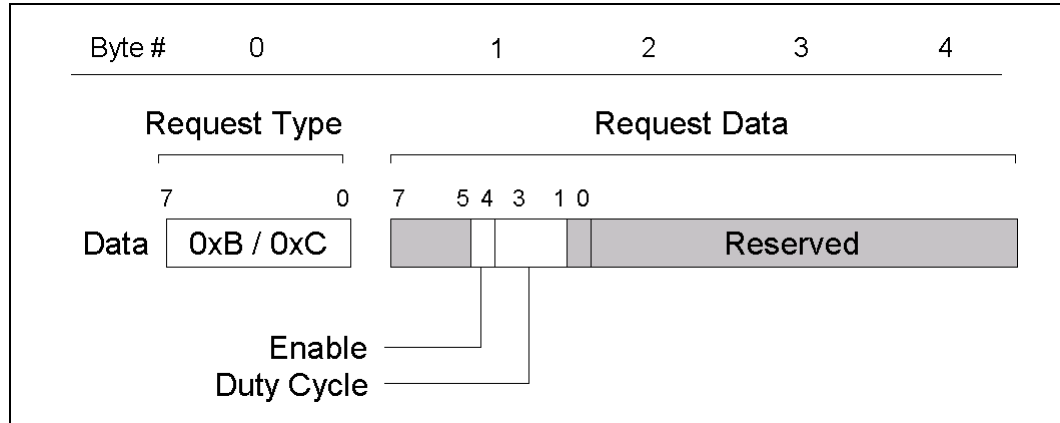 Byte # 0 1 2 3 4
Request Type Request Data
7 0 7 5 4 3 1 0
Data 0xB / 0xC Reserved
Enable
Duty Cycle